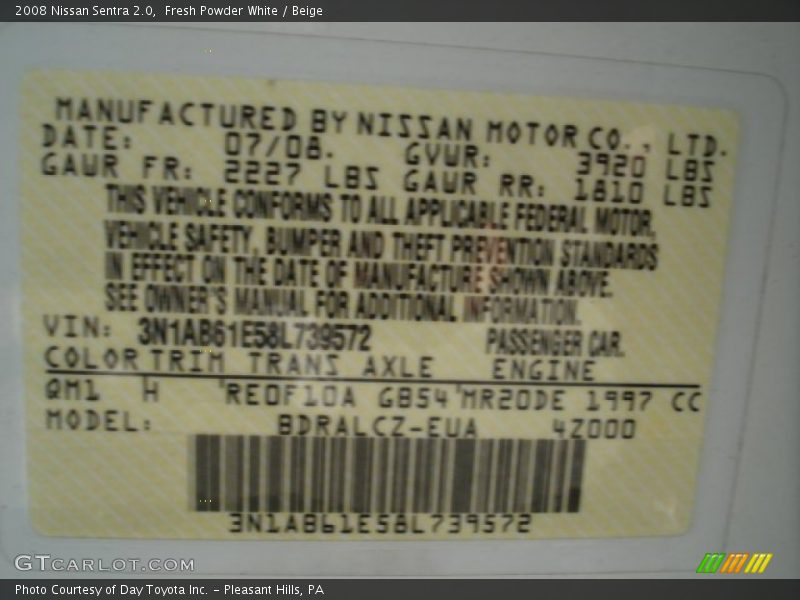 2008 Nissan Sentra 2.0,  Fresh Powder White / Beige
MANUFACTURED BY NISSAN MOTOR CO., LTD.
DATE: 07/08. GVWR: 3920 LBS
GAWR FR: 2227 LBS GAWR RR: 1810 LBS
THIS VEHICLE CONFORMS TO ALL APPLICABLE FEDERAL MOTOR.
VEHICLE SAFETY, BUMPER AND THEFT PREVENTION STANDARDS
IN EFFECT ON THE DATE OF MANUFACTURE SHOWN ABOVE.
SEE OWNER'S MANUAL FOR ADDITIONAL INFORMATION.
VIN: 3N1AB61E58L739572 PASSENGER CAR.
COLOR TRIM TRANS AXLE ENGINE
QM1 H RE0F10A GB54 MR20DE 1997 CC
MODEL: BDRALCZ-EUA 4Z000
3N1AB61E58L739572
GTCARLOT.COM
Photo Courtesy of Day Toyota Inc. - Pleasant Hills, PA